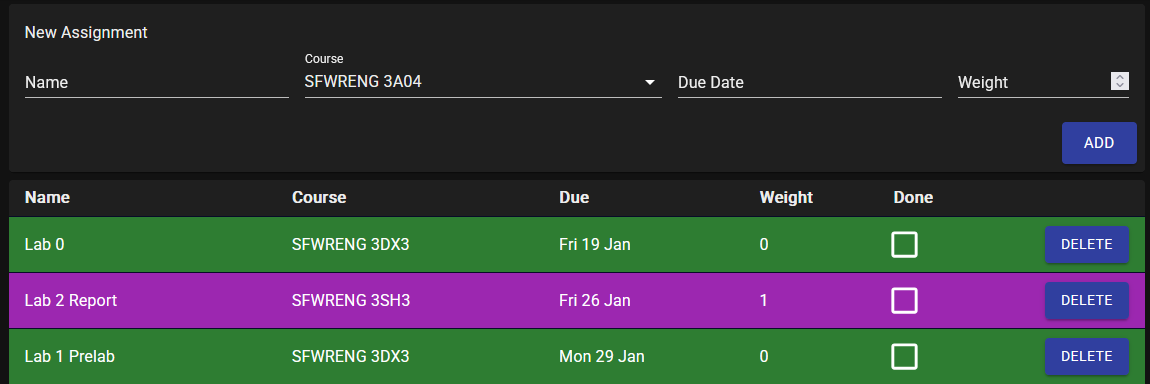 New Assignment
Course
Name SFWRENG 3A04 Due Date Weight
ADD
Name Course Due Weight Done
Lab 0 SFWRENG 3DX3 Fri 19 Jan 0 DELETE
Lab 2 Report SFWRENG 3SH3 Fri 26 Jan 1 DELETE
Lab 1 Prelab SFWRENG 3DX3 Mon 29 Jan 0 DELETE